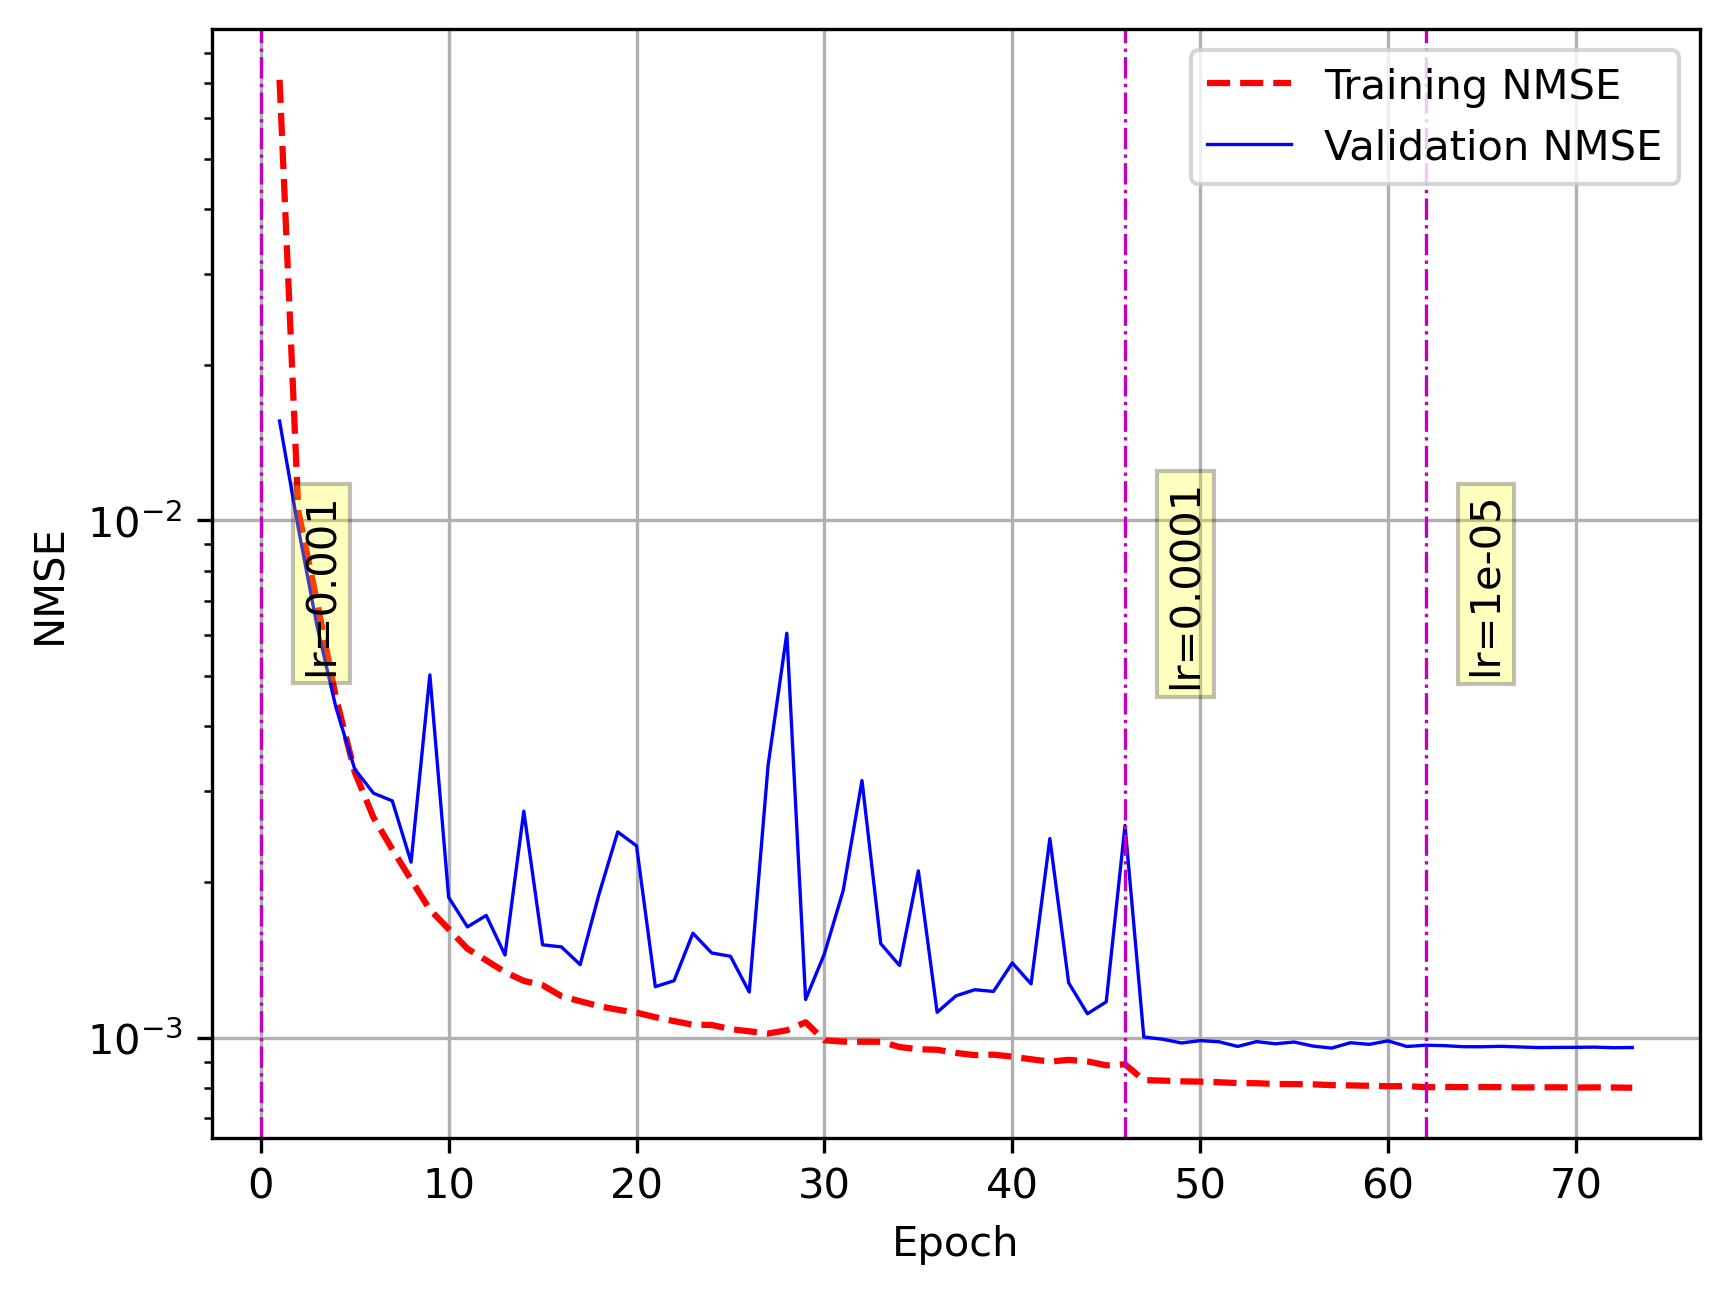 Training NMSE
Validation NMSE
NMSE
10⁻²
10⁻³
lr=0.001
lr=0.0001
lr=1e-05
0 10 20 30 40 50 60 70
Epoch